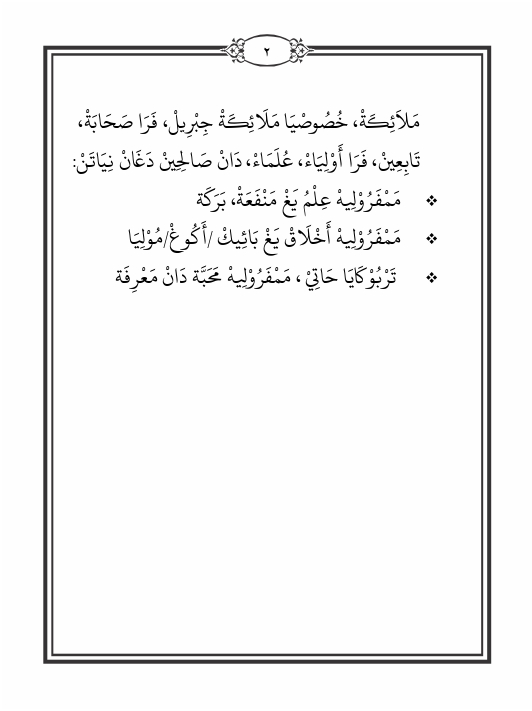 ٢
مَلاَئِكَةْ، خُصُوصْيَا مَلَائِكَةْ جِبْرِيلْ، فَرَا صَحَابَةْ،
تَابِعِينْ، فَرَا أَوْلِيَاءْ، عُلَمَاءْ، دَانْ صَالِحِينْ دَغَانْ نِيَاتَنْ:
❖ مَمْفَرُوْلِيهْ عِلْمُ يَغْ مَنْفَعَةْ، بَرَكَة
❖ مَمْفَرُوْلِيهْ أَخْلَاقْ يَغْ بَائِيكْ /أَكُوغْ/مُوْلِيَا
❖ تَرْبُوْكَايَا حَاتِيْ ، مَمْفَرُوْلِيهْ مَحَبَّة دَانْ مَعْرِفَة